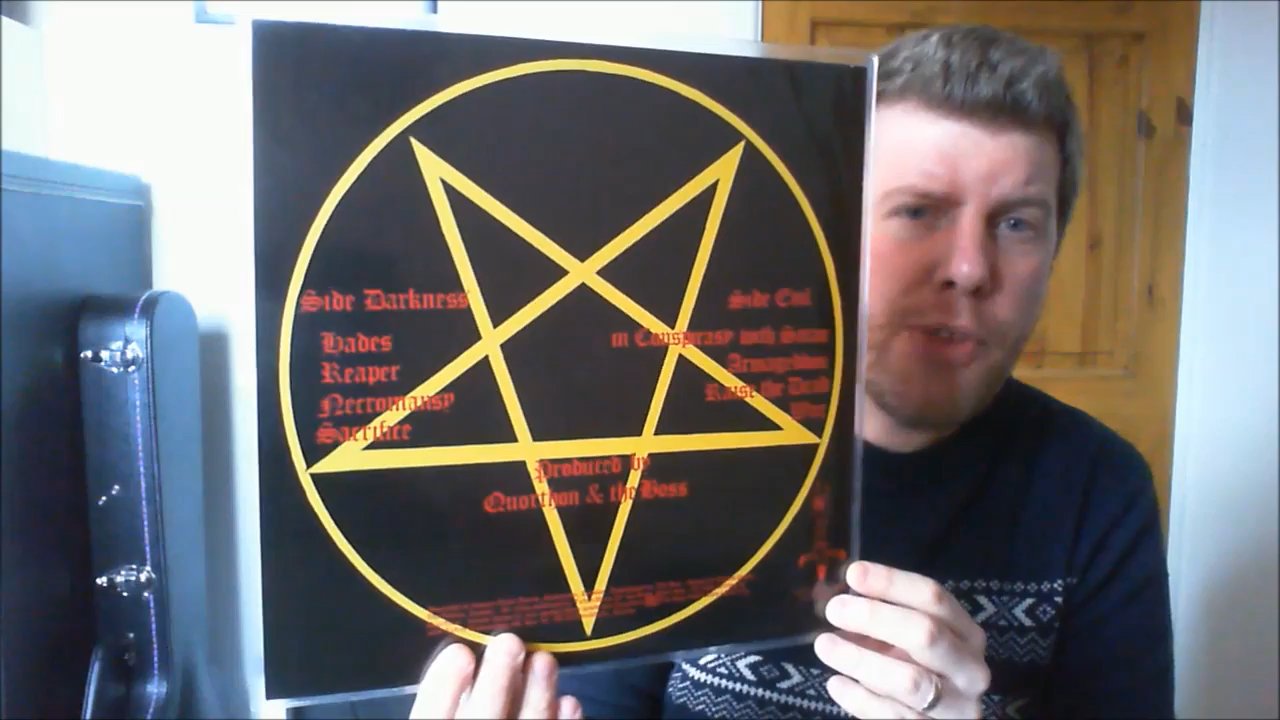 Side Darkness
Hades
Reaper
Necromansy
Sacrifice
Side Evil
in Conspirasy with Satan
Armageddon
Raise the Dead
War
Produced by
Quorthon & the Boss